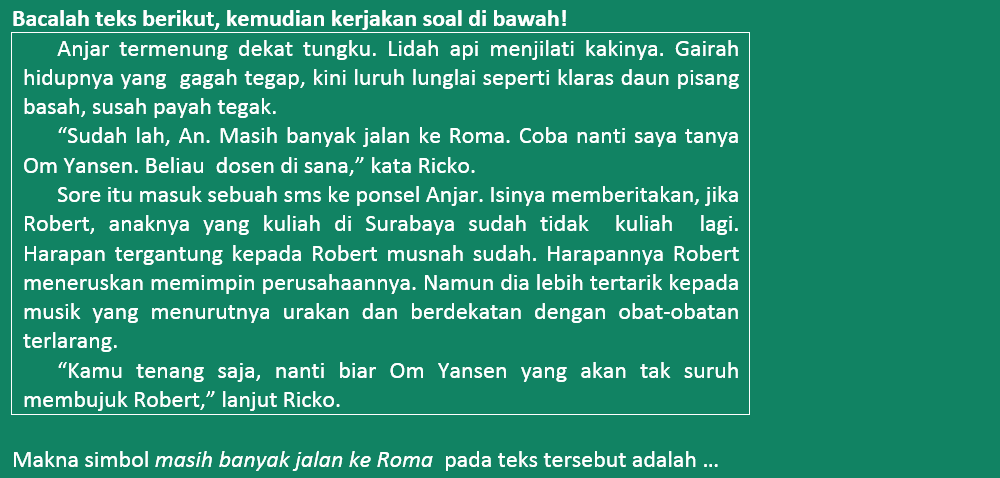 Bacalah teks berikut, kemudian kerjakan soal di bawah!
Anjar termenung dekat tungku. Lidah api menjilati kakinya. Gairah
hidupnya yang gagah tegap, kini luruh lunglai seperti klaras daun pisang
basah, susah payah tegak.
“Sudah lah, An. Masih banyak jalan ke Roma. Coba nanti saya tanya
Om Yansen. Beliau dosen di sana,” kata Ricko.
Sore itu masuk sebuah sms ke ponsel Anjar. Isinya memberitakan, jika
Robert, anaknya yang kuliah di Surabaya sudah tidak kuliah lagi.
Harapan tergantung kepada Robert musnah sudah. Harapannya Robert
meneruskan memimpin perusahaannya. Namun dia lebih tertarik kepada
musik yang menurutnya urakan dan berdekatan dengan obat-obatan
terlarang.
“Kamu tenang saja, nanti biar Om Yansen yang akan tak suruh
membujuk Robert,” lanjut Ricko.
Makna simbol masih banyak jalan ke Roma pada teks tersebut adalah ...